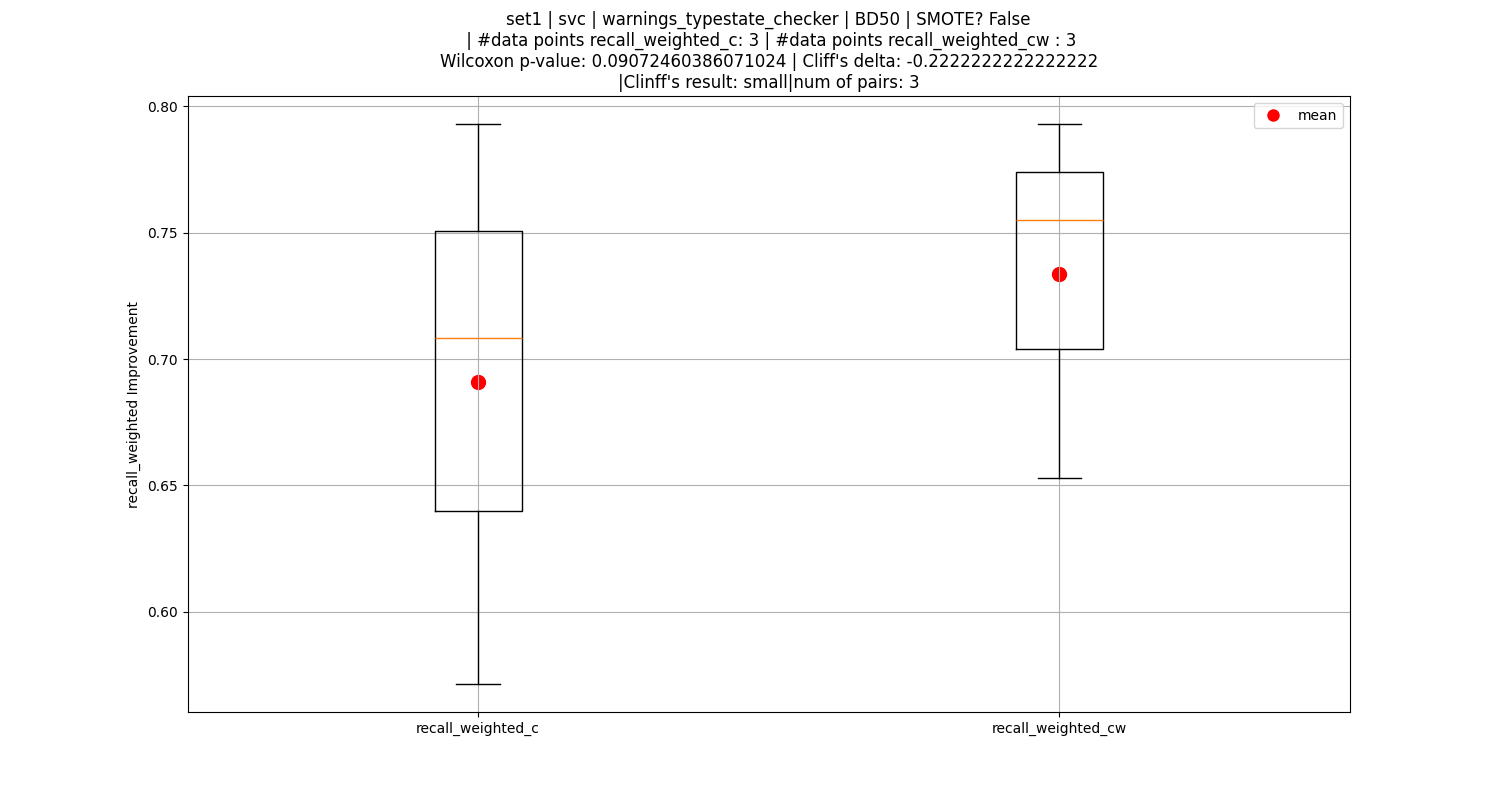 set1 | svc | warnings_typestate_checker | BD50 | SMOTE? False
| #data points recall_weighted_c: 3 | #data points recall_weighted_cw : 3
Wilcoxon p-value: 0.09072460386071024 | Cliff's delta: -0.2222222222222222
|Clinff's result: small|num of pairs: 3
mean
0.80
0.75
0.70
0.65
0.60
recall_weighted Improvement
recall_weighted_c
recall_weighted_cw